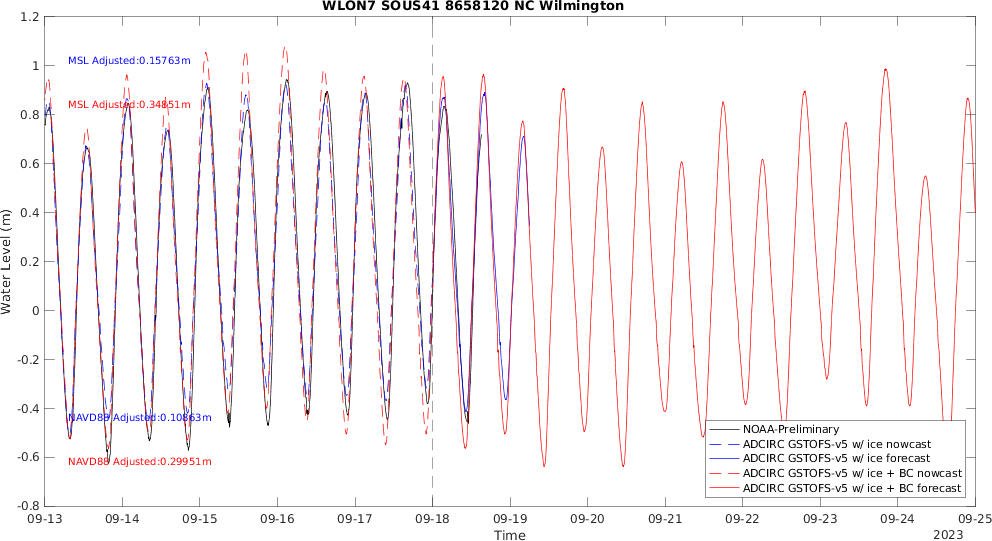 WLON7 SOUS41 8658120 NC Wilmington
1.2
1
0.8
0.6
0.4
0.2
0
-0.2
-0.4
-0.6
-0.8
Water Level (m)
MSL Adjusted:0.15763m
MSL Adjusted:0.34851m
NAVD88 Adjusted:0.10863m
NAVD88 Adjusted:0.29951m
NOAA-Preliminary
ADCIRC GSTOFS-v5 w/ ice nowcast
ADCIRC GSTOFS-v5 w/ ice forecast
ADCIRC GSTOFS-v5 w/ ice + BC nowcast
ADCIRC GSTOFS-v5 w/ ice + BC forecast
09-13 09-14 09-15 09-16 09-17 09-18 09-19 09-20 09-21 09-22 09-23 09-24 09-25
Time
2023